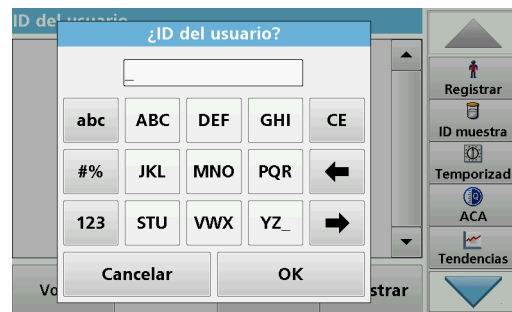 ID del usuario
¿ID del usuario?
_
abc ABC DEF GHI CE
#% JKL MNO PQR
123 STU VWX YZ_
Cancelar OK
Vo
strar
Registrar
ID muestra
Temporizad
ACA
Tendencias